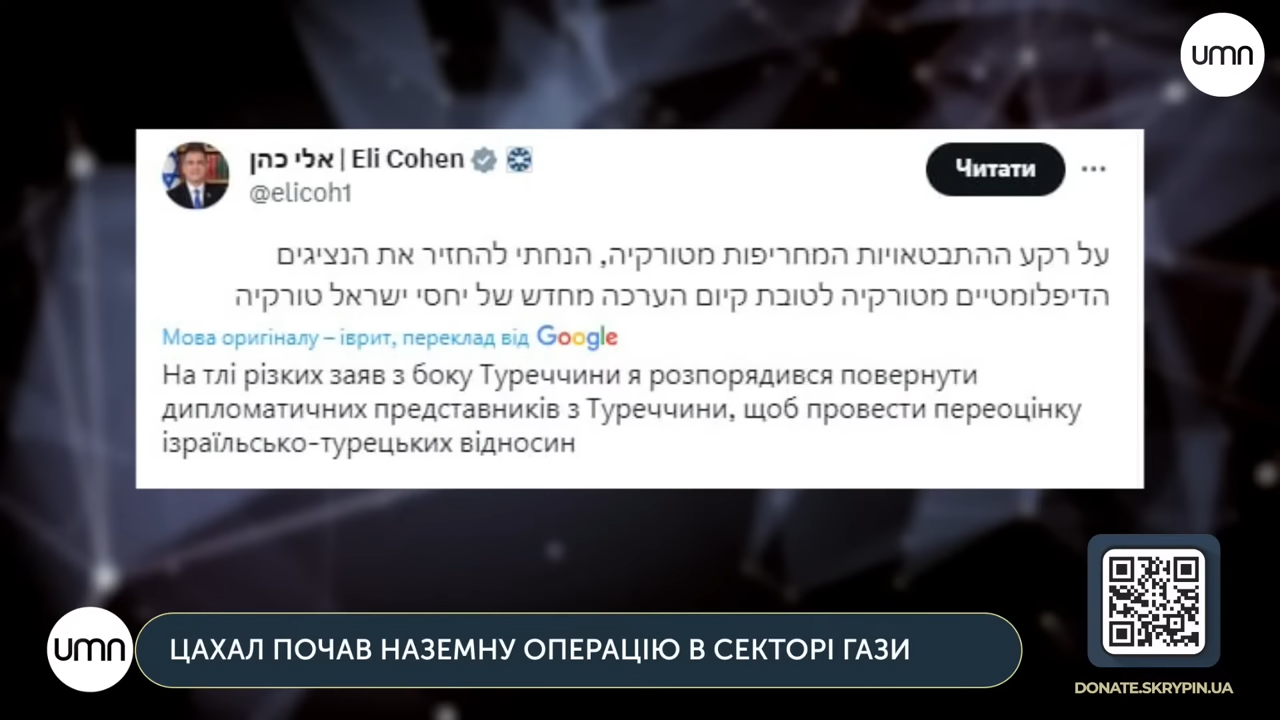 umn
אלי כהן | Eli Cohen
@elicoh1
Читати
על רקע ההתבטאויות המחריפות מטורקיה, הנחתי להחזיר את הנציגים
הדיפלומטיים מטורקיה לטובת קיום הערכה מחדש של יחסי ישראל טורקיה
Мова оригіналу – іврит, переклад від Google
На тлі різких заяв з боку Туреччини я розпорядився повернути
дипломатичних представників з Туреччини, щоб провести переоцінку
ізраїльсько-турецьких відносин
umn
ЦАХАЛ ПОЧАВ НАЗЕМНУ ОПЕРАЦІЮ В СЕКТОРІ ГАЗИ
DONATE.SKRYPIN.UA